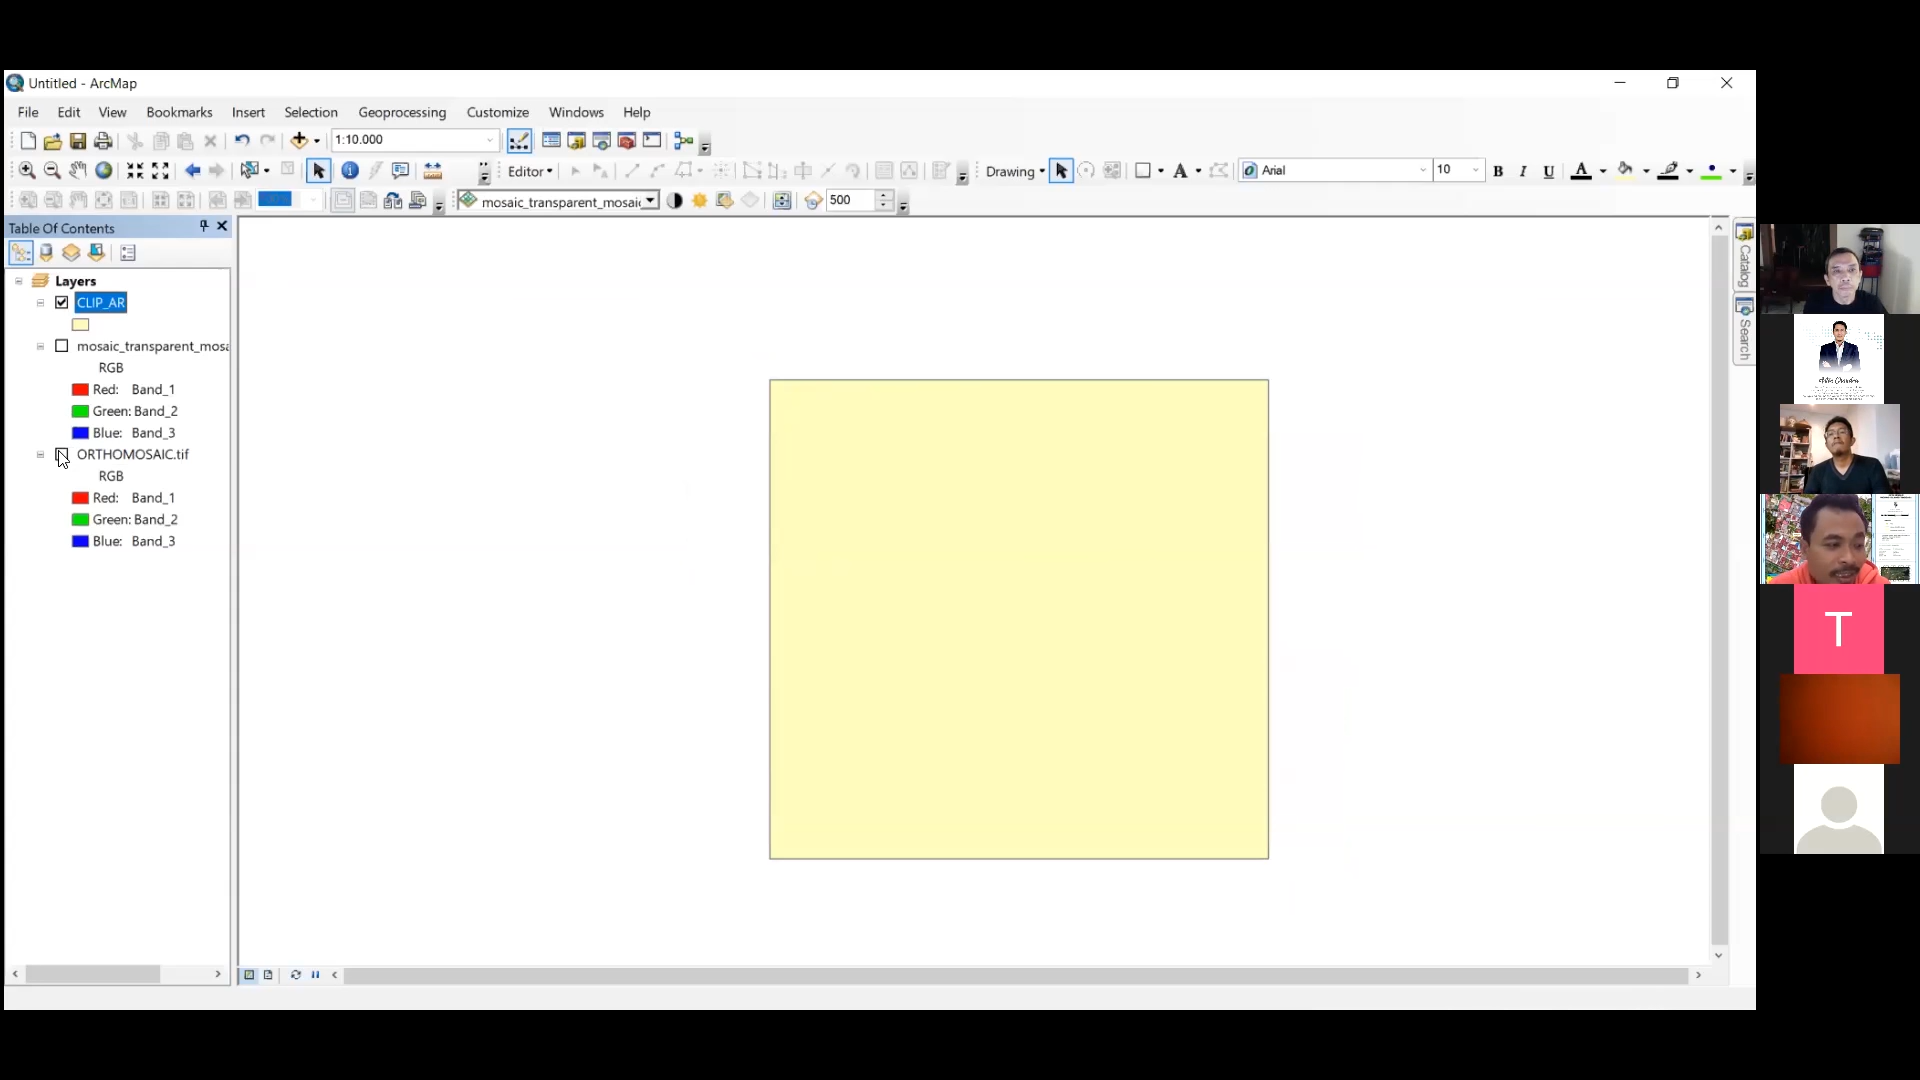 Untitled - ArcMap
File Edit View Bookmarks Insert Selection Geoprocessing Customize Windows Help
1:10.000
Editor Drawing A Arial 10 B I U A
mosaic_transparent_mosaic 500
Table Of Contents
Layers
CLIP_AR
mosaic_transparent_mosa
RGB
Red: Band_1
Green: Band_2
Blue: Band_3
ORTHOMOSAIC.tif
RGB
Red: Band_1
Green: Band_2
Blue: Band_3
Catalog
Search
T